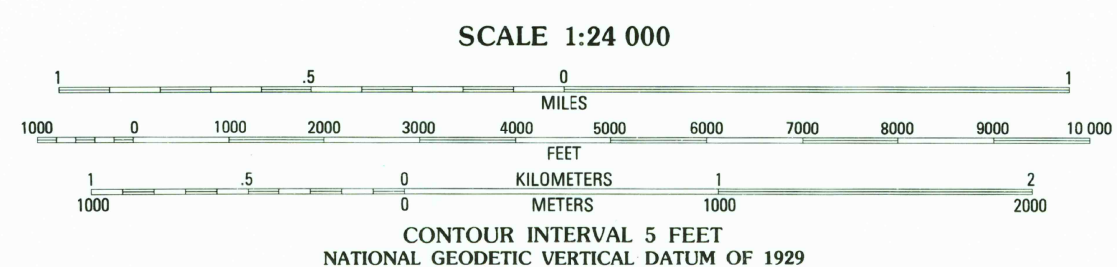 SCALE 1:24 000
1 .5 0 1
MILES
1000 0 1000 2000 3000 4000 5000 6000 7000 8000 9000 10 000
FEET
1 .5 0 KILOMETERS 1 2
1000 0 METERS 1000 2000
CONTOUR INTERVAL 5 FEET
NATIONAL GEODETIC VERTICAL DATUM OF 1929